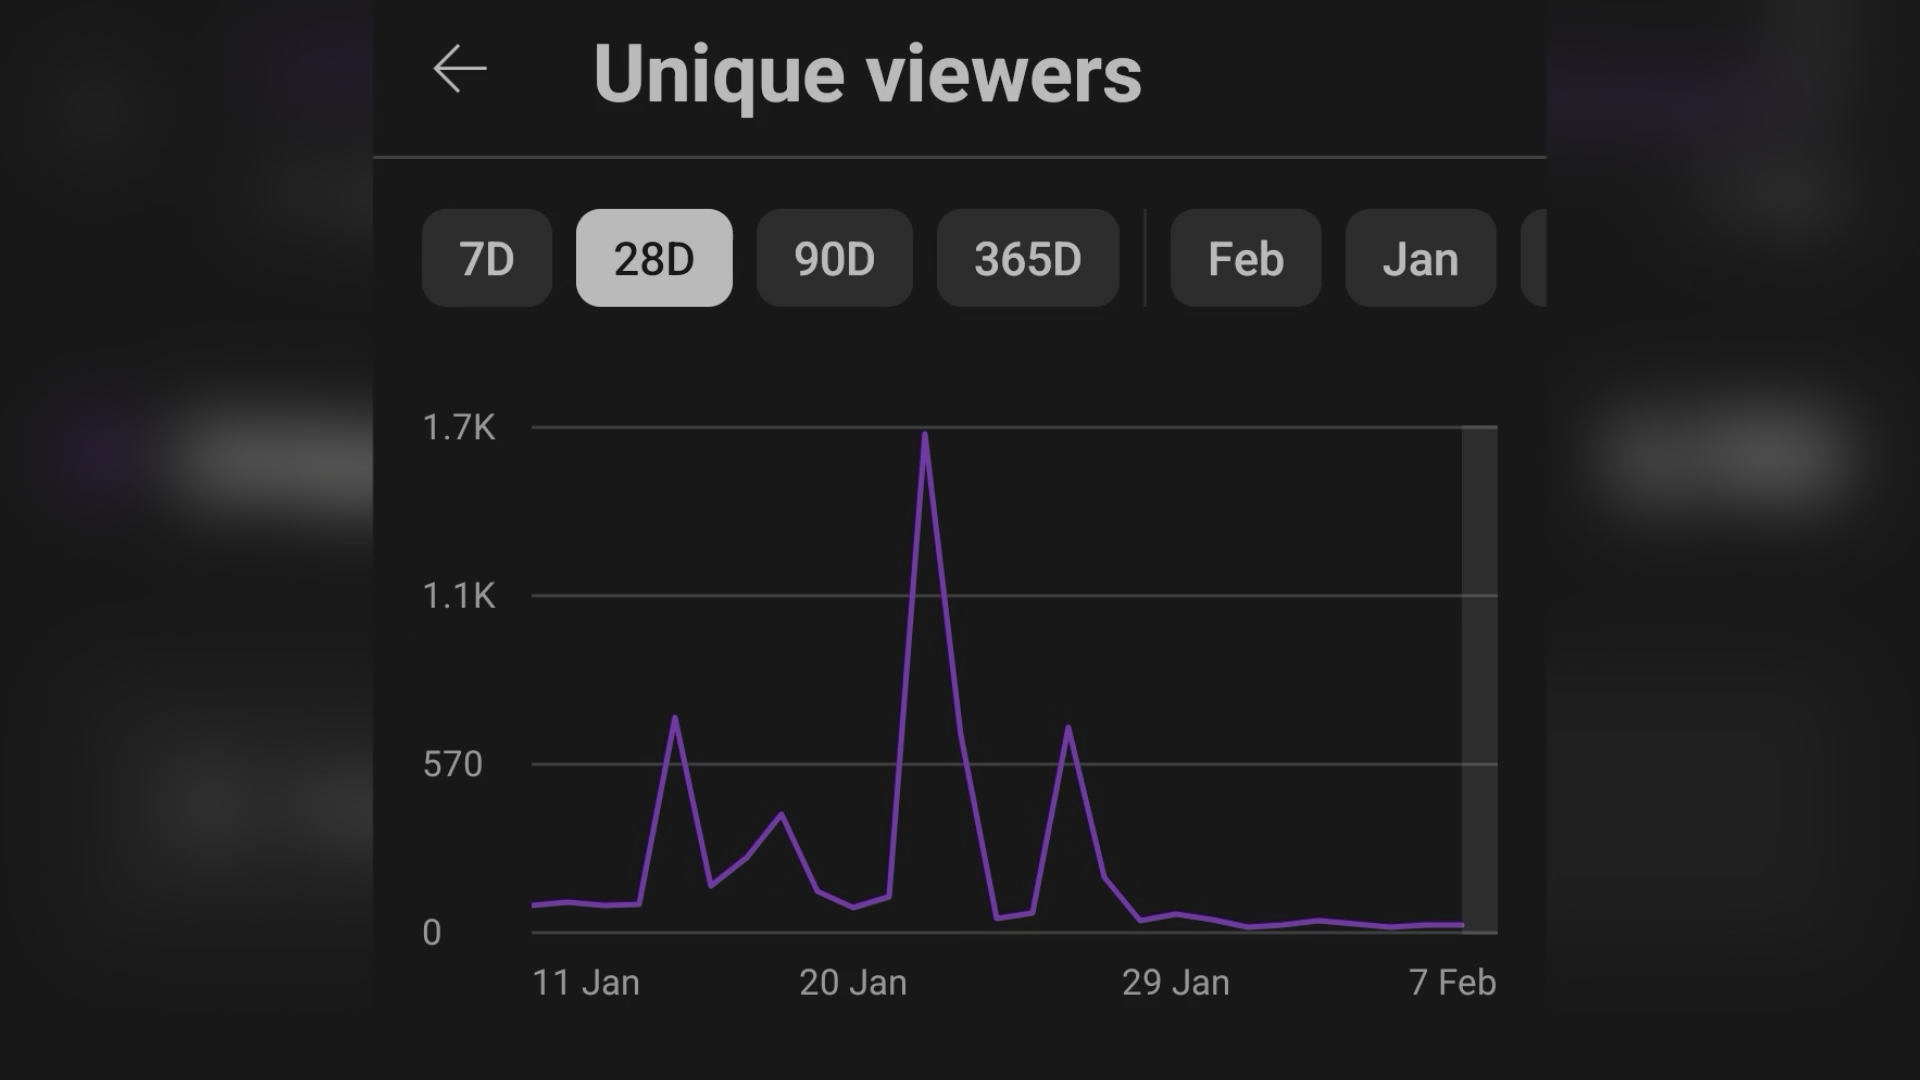 Unique viewers
7D 28D 90D 365D Feb Jan
1.7K
1.1K
570
0
11 Jan 20 Jan 29 Jan 7 Feb